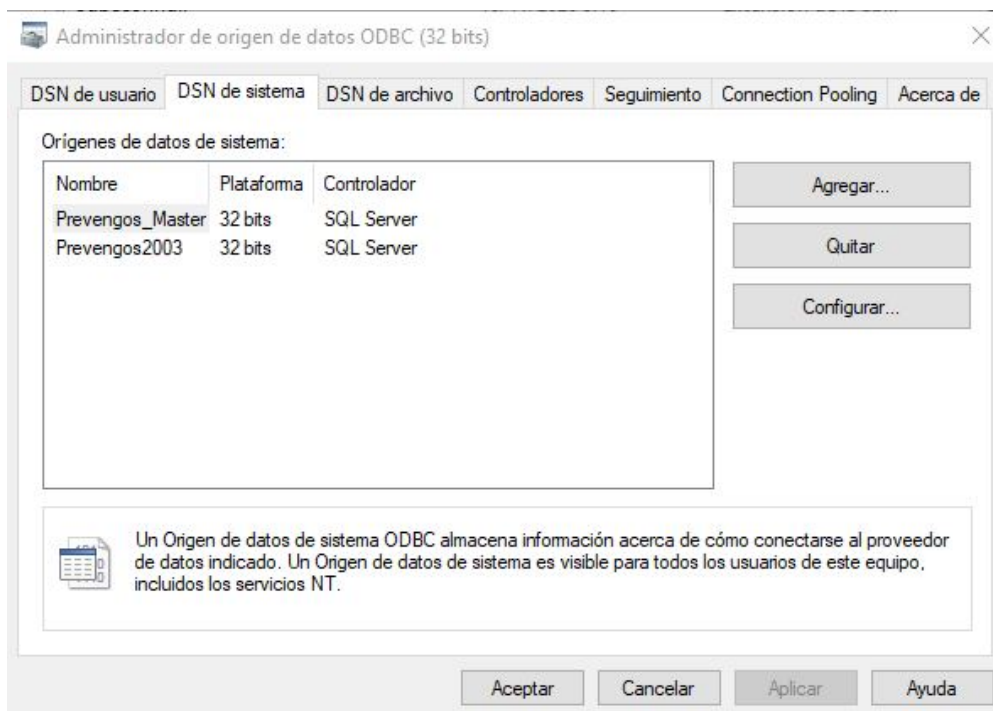 Administrador de origen de datos ODBC (32 bits)
DSN de usuario DSN de sistema DSN de archivo Controladores Seguimiento Connection Pooling Acerca de
Orígenes de datos de sistema:
Nombre Plataforma Controlador
Prevengos_Master 32 bits SQL Server
Prevengos2003 32 bits SQL Server
Agregar...
Quitar
Configurar...
Un Origen de datos de sistema ODBC almacena información acerca de cómo conectarse al proveedor
de datos indicado. Un Origen de datos de sistema es visible para todos los usuarios de este equipo,
incluidos los servicios NT.
Aceptar Cancelar Aplicar Ayuda